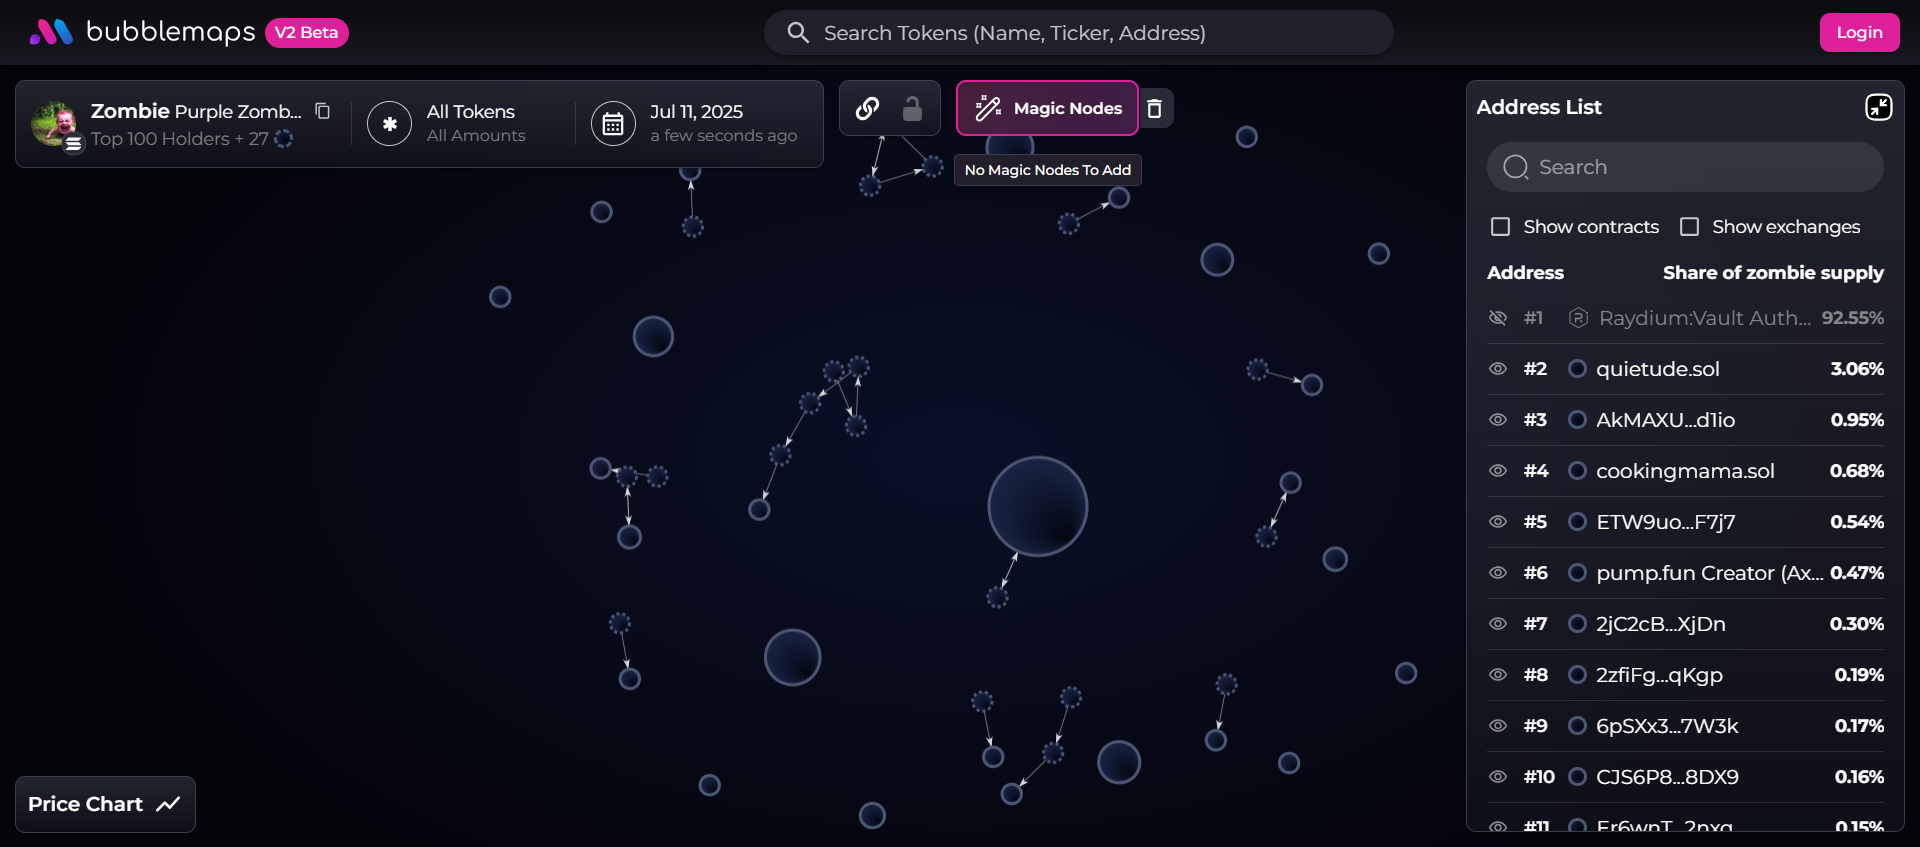 bubblemaps V2 Beta
Search Tokens (Name, Ticker, Address)
Login
Zombie Purple Zomb...
Top 100 Holders + 27
All Tokens
All Amounts
Jul 11, 2025
a few seconds ago
Magic Nodes
No Magic Nodes To Add
Address List
Search
Show contracts
Show exchanges
Address Share of zombie supply
#1 Raydium:Vault Auth... 92.55%
#2 quietude.sol 3.06%
#3 AkMAXU...d1io 0.95%
#4 cookingmama.sol 0.68%
#5 ETW9uo...F7j7 0.54%
#6 pump.fun Creator (Ax... 0.47%
#7 2jC2cB...XjDn 0.30%
#8 2zfiFg...qKgp 0.19%
#9 6pSXx3...7W3k 0.17%
#10 CJS6P8...8DX9 0.16%
#11 0.15%
Price Chart